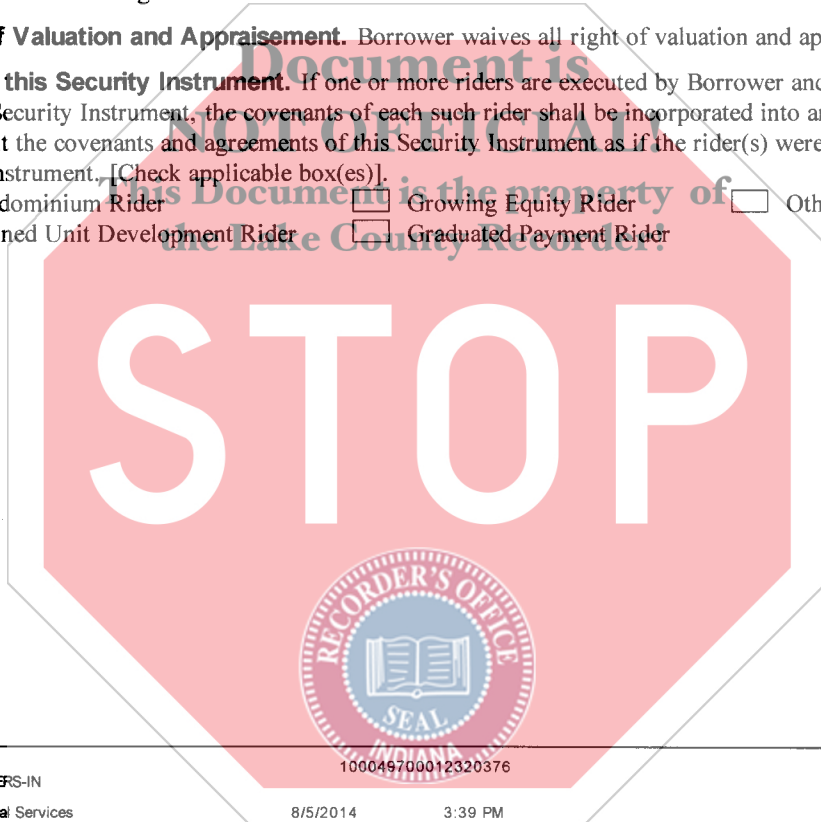 f Valuation and Appraisement. Borrower waives all right of valuation and ap
this Security Instrument. If one or more riders are executed by Borrower and
Security Instrument, the covenants of each such rider shall be incorporated into an
t the covenants and agreements of this Security Instrument as if the rider(s) were
nstrument. [Check applicable box(es)].
dominium Rider Growing Equity Rider Oth
ned Unit Development Rider Graduated Payment Rider
Document is
NOT OFFICIAL!
This Document is the property of
the Lake County Recorder!
STOP
RECORDER'S OFFICE
SEAL
INDIANA
100049700012320376
ERS-IN
al Services 8/5/2014 3:39 PM